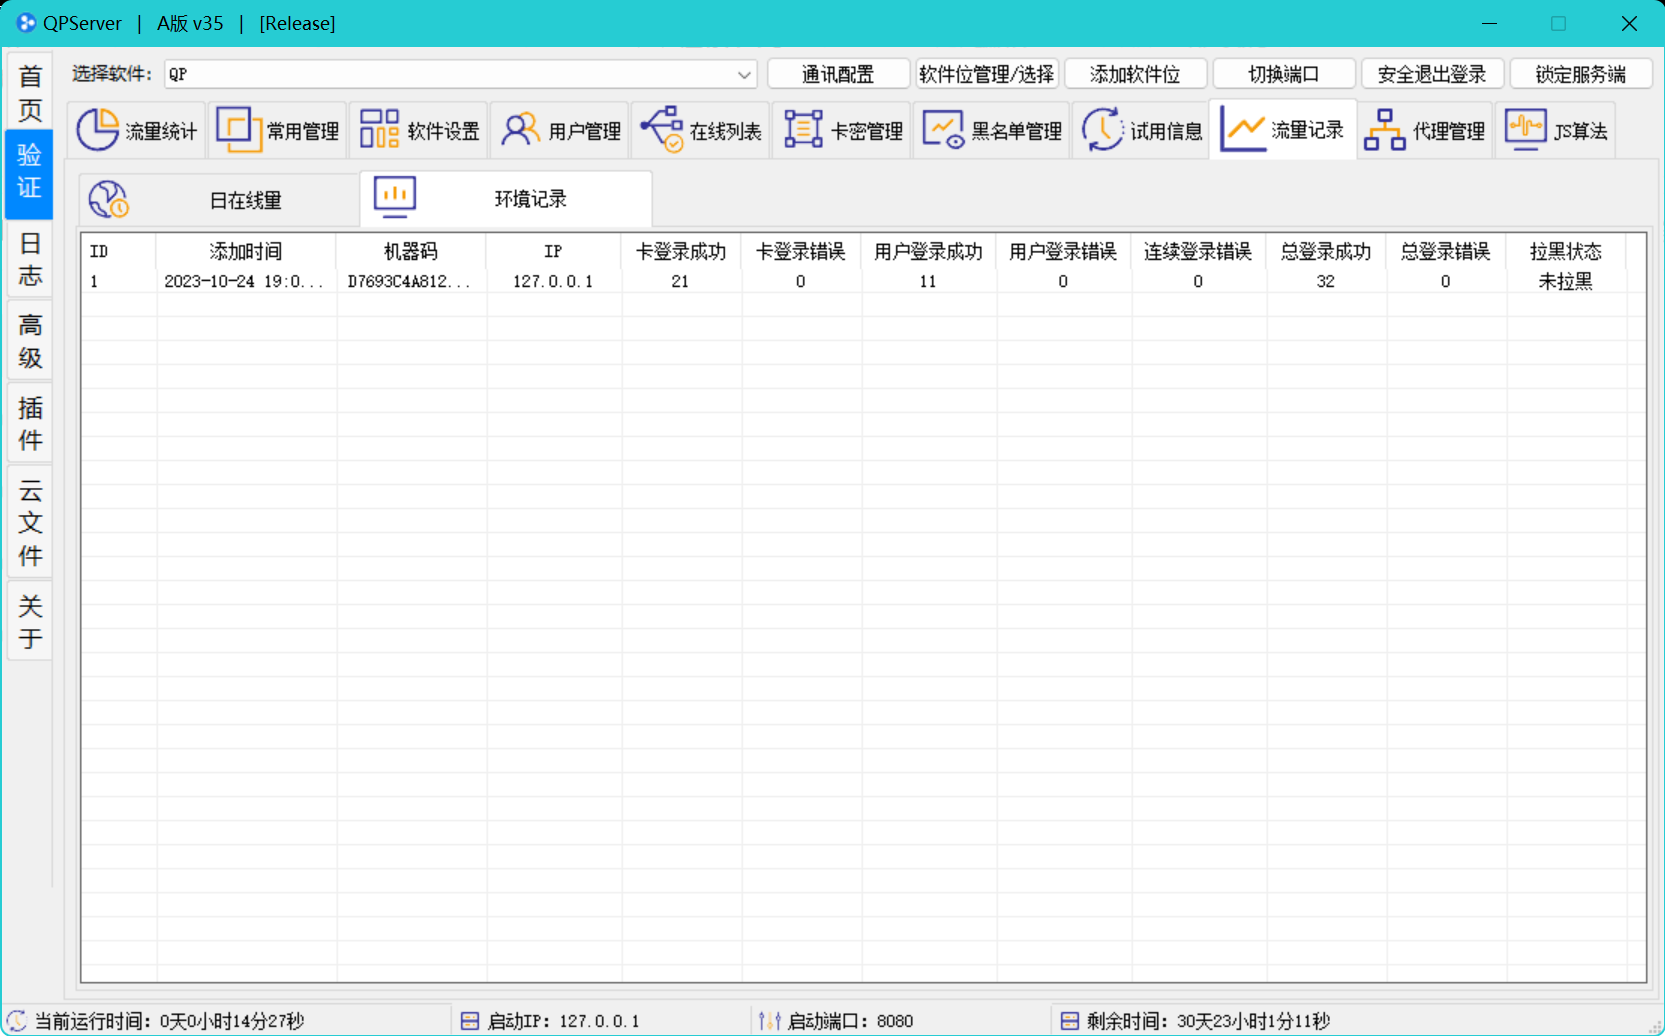 QPServer | A版 v35 | [Release]
选择软件: QP 通讯配置 软件位管理/选择 添加软件位 切换端口 安全退出登录 锁定服务端
首页
验证
日志
高级
插件
云文件
关于
流量统计 常用管理 软件设置 用户管理 在线列表 卡密管理 黑名单管理 试用信息 流量记录 代理管理 JS算法
日在线量 环境记录
ID 添加时间 机器码 IP 卡登录成功 卡登录错误 用户登录成功 用户登录错误 连续登录错误 总登录成功 总登录错误 拉黑状态
1 2023-10-24 19:0... D7693C4A812... 127.0.0.1 21 0 11 0 0 32 0 未拉黑
当前运行时间: 0天0小时14分27秒 启动IP: 127.0.0.1 启动端口: 8080 剩余时间: 30天23小时1分11秒